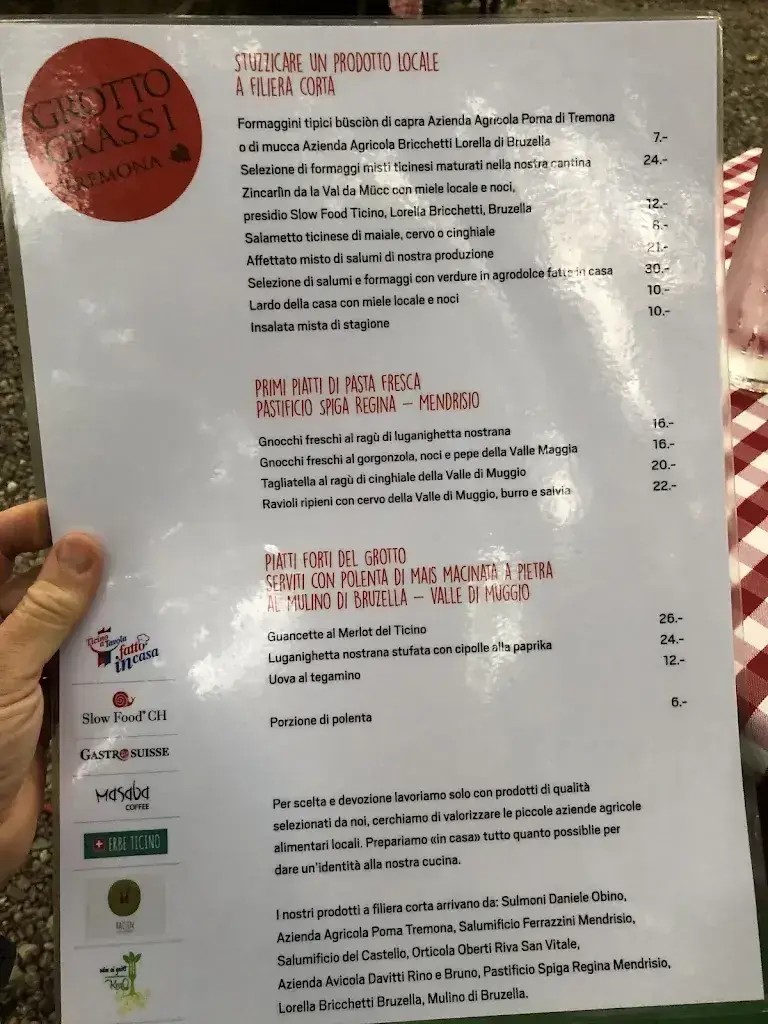 GROTTO
GRASSI
TREMONA
STUZZICARE UN PRODOTTO LOCALE
A FILIERA CORTA
Formaggini tipici büsciòn di capra Azienda Agricola Poma di Tremona
o di mucca Azienda Agricola Bricchetti Lorella di Bruzella 7.-
Selezione di formaggi misti ticinesi maturati nella nostra cantina 24.-
Zincarlin da la Val da Mücc con miele locale e noci,
presidio Slow Food Ticino, Lorella Bricchetti, Bruzella 12.-
Salametto ticinese di maiale, cervo o cinghiale 8.-
Affettato misto di salumi di nostra produzione 21.-
Selezione di salumi e formaggi con verdure in agrodolce fatte in casa 30.-
Lardo della casa con miele locale e noci 10.-
Insalata mista di stagione 10.-
PRIMI PIATTI DI PASTA FRESCA
PASTIFICIO SPIGA REGINA – MENDRISIO
Gnocchi freschi al ragù di luganighetta nostrana 16.-
Gnocchi freschi al gorgonzola, noci e pepe della Valle Maggia 16.-
Tagliatella al ragù di cinghiale della Valle di Muggio 20.-
Ravioli ripieni con cervo della Valle di Muggio, burro e salvia 22.-
PIATTI FORTI DEL GROTTO
SERVITI CON POLENTA DI MAIS MACINATA A PIETRA
AL MULINO DI BRUZELLA – VALLE DI MUGGIO
Guancette al Merlot del Ticino 26.-
Luganighetta nostrana stufata con cipolle alla paprika 24.-
Uova al tegamino 12.-
Porzione di polenta 6.-
Ticino a Tavola
fatto
in casa
Slow Food® CH
GASTROSUISSE
masaba
COFFEE
ERBE TICINO
Per scelta e devozione lavoriamo solo con prodotti di qualità
selezionati da noi, cerchiamo di valorizzare le piccole aziende agricole
alimentari locali. Prepariamo «in casa» tutto quanto possiblie per
dare un'identità alla nostra cucina.
I nostri prodotti a filiera corta arrivano da: Sulmoni Daniele Obino,
Azienda Agricola Poma Tremona, Salumificio Ferrazzini Mendrisio,
Salumificio del Castello, Orticola Oberti Riva San Vitale,
Azienda Avicola Davitti Rino e Bruno, Pastificio Spiga Regina Mendrisio,
Lorella Bricchetti Bruzella, Mulino di Bruzella.